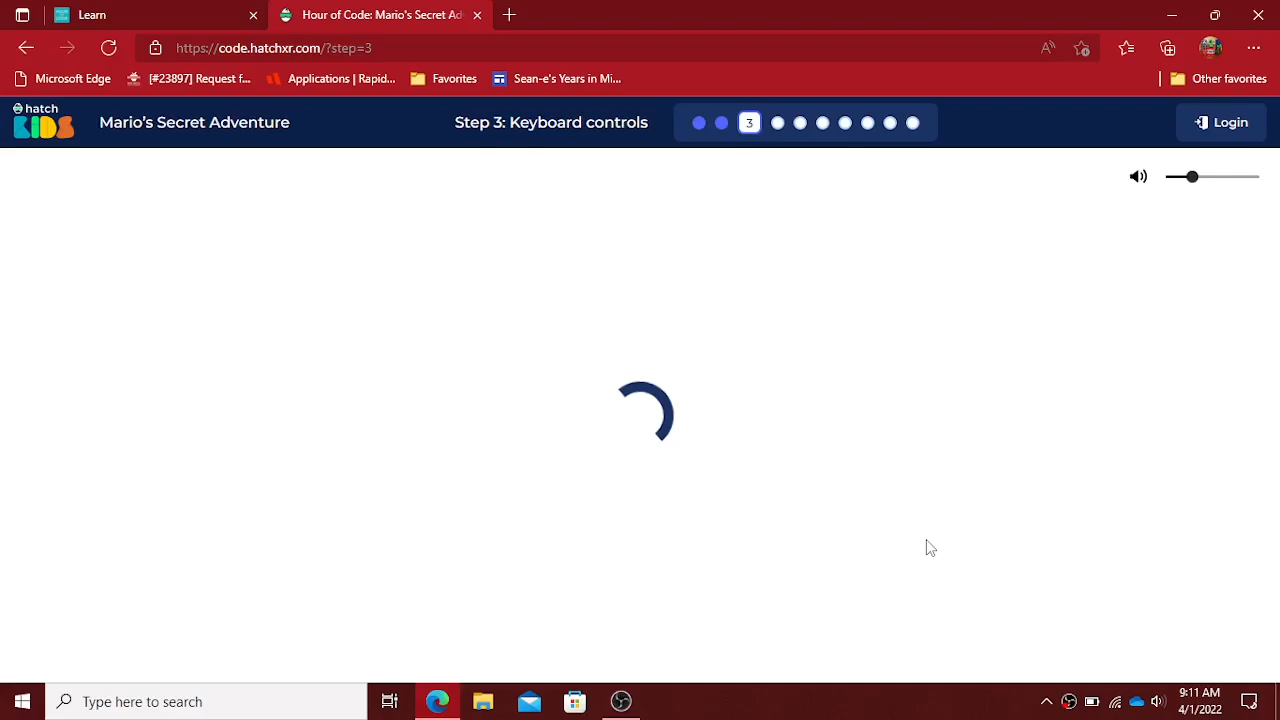 Learn
Hour of Code: Mario's Secret Ad
https://code.hatchxr.com/?step=3
Microsoft Edge
[#23897] Request f...
Applications | Rapid...
Favorites
Sean-e's Years in Mi...
Other favorites
hatch
KIDS
Mario's Secret Adventure
Step 3: Keyboard controls
3
Login
Type here to search
9:11 AM
4/1/2022